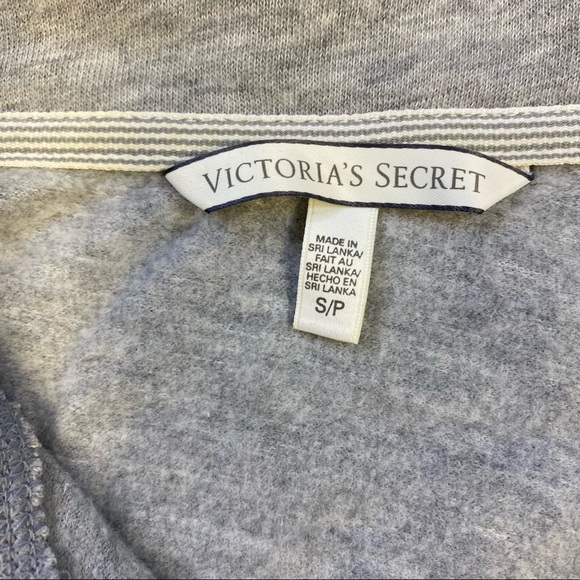 VICTORIA'S SECRET
MADE IN
SRI LANKA/
FAIT AU
SRI LANKA/
HECHO EN
SRI LANKA
S/P